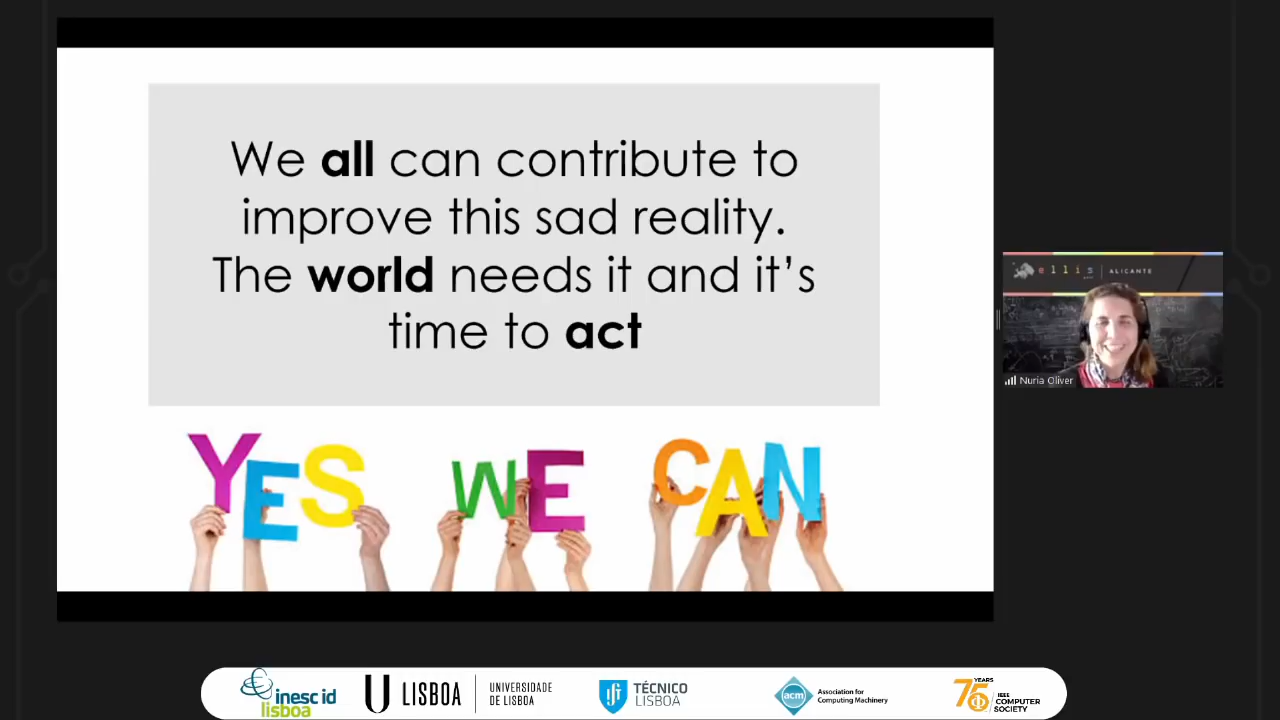 We all can contribute to
improve this sad reality.
The world needs it and it's
time to act
YES WE CAN
ellis | ALICANTE
Nuria Oliver
inesc id
lisboa
LISBOA
UNIVERSIDADE
DE LISBOA
TÉCNICO
LISBOA
acm
Association for
Computing Machinery
75
YEARS
IEEE
COMPUTER
SOCIETY